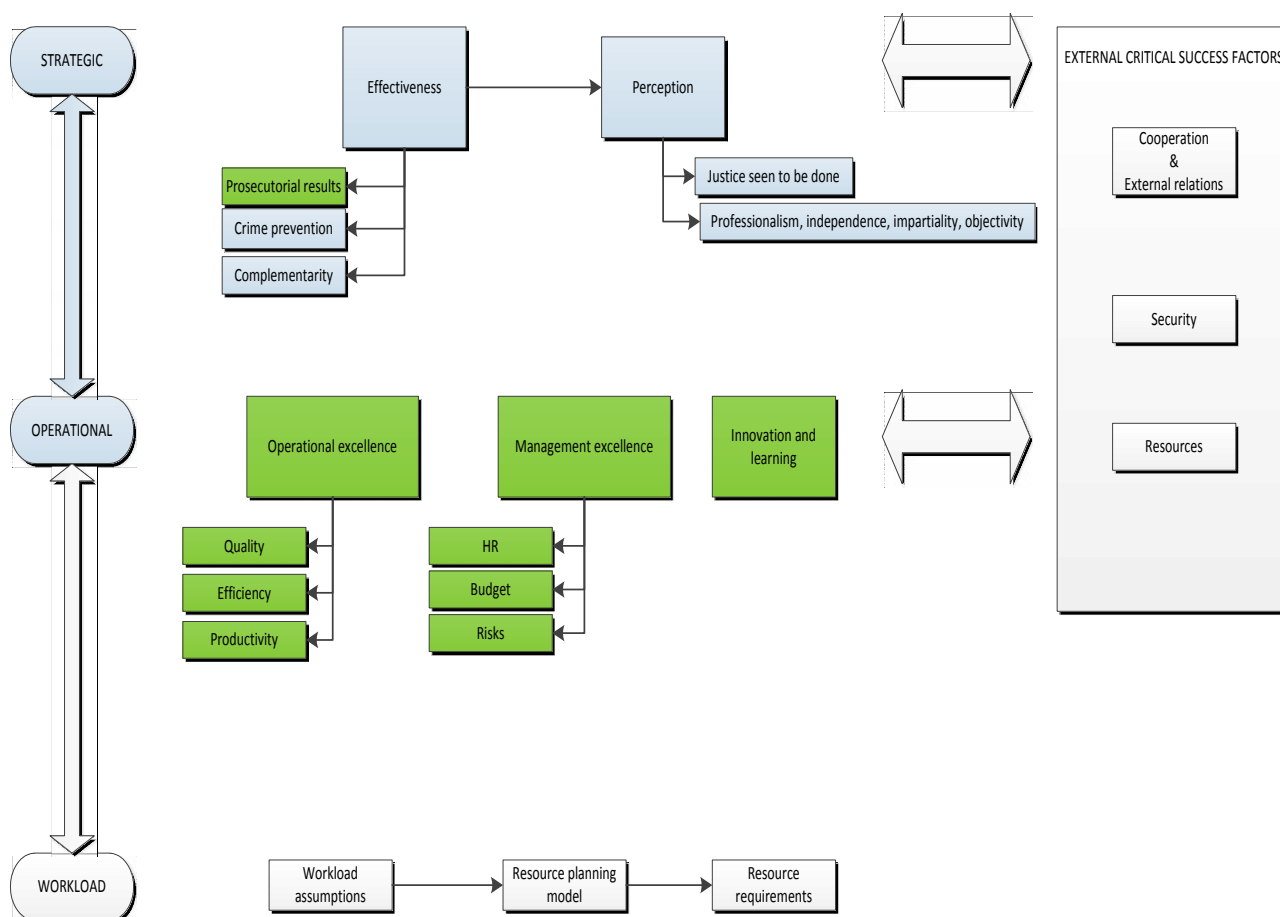 STRATEGIC
Effectiveness
Perception
EXTERNAL CRITICAL SUCCESS FACTORS
Cooperation
&
External relations
Prosecutorial results
Crime prevention
Complementarity
Justice seen to be done
Professionalism, independence, impartiality, objectivity
Security
OPERATIONAL
Operational excellence
Management excellence
Innovation and
learning
Resources
Quality
Efficiency
Productivity
HR
Budget
Risks
WORKLOAD
Workload
assumptions
Resource planning
model
Resource
requirements